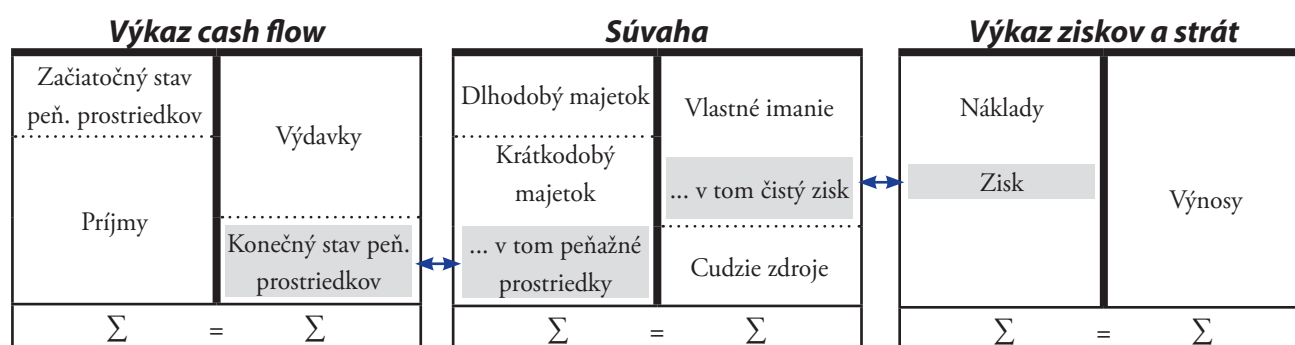 Výkaz cash flow
Začiatočný stav
peň. prostriedkov
Príjmy
Výdavky
Konečný stav peň.
prostriedkov
∑ = ∑
Súvaha
Dlhodobý majetok
Krátkodobý
majetok
... v tom peňažné
prostriedky
Vlastné imanie
... v tom čistý zisk
Cudzie zdroje
∑ = ∑
Výkaz ziskov a strát
Náklady
Zisk
Výnosy
∑ = ∑